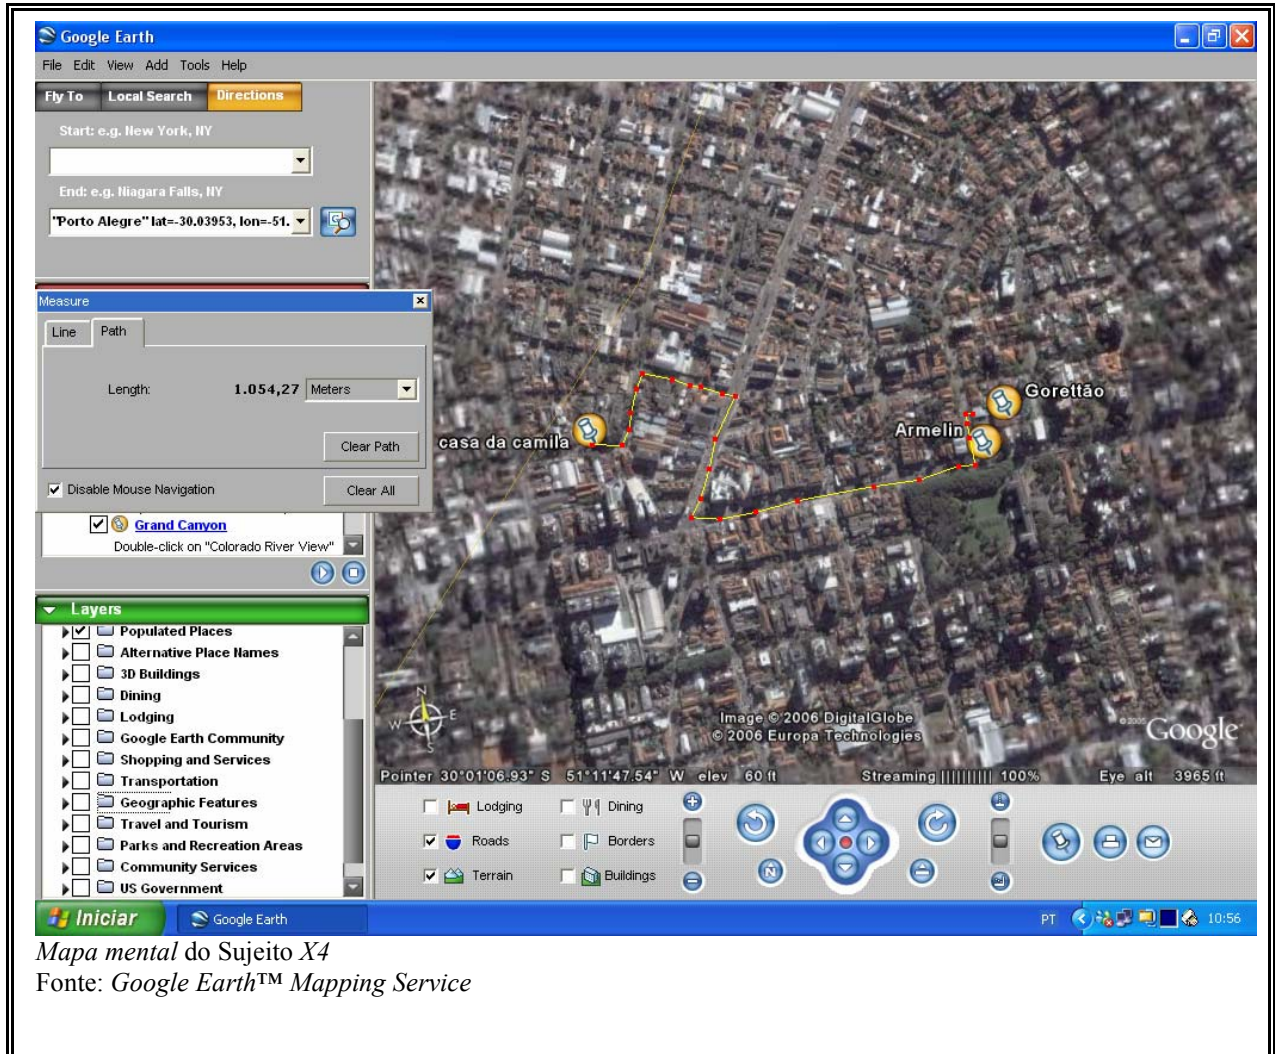 Google Earth
File Edit View Add Tools Help
Fly To Local Search Directions
Start: e.g. New York, NY
End: e.g. Niagara Falls, NY
"Porto Alegre" lat=-30.03953, lon=-51.
Measure
Line Path
Length: 1.054,27 Meters
Clear Path
Disable Mouse Navigation Clear All
Grand Canyon
Double-click on "Colorado River View"
Layers
Populated Places
Alternative Place Names
3D Buildings
Dining
Lodging
Google Earth Community
Shopping and Services
Transportation
Geographic Features
Travel and Tourism
Parks and Recreation Areas
Community Services
US Government
casa da camila
Gorettão
Armelin
N
W E
S
Image © 2006 DigitalGlobe
© 2006 Europa Technologies
© 2005 Google
Pointer 30°01'06.93" S 51°11'47.54" W elev 60 ft Streaming |||||||||| 100% Eye alt 3965 ft
Lodging Dining
Roads Borders
Terrain Buildings
N
Iniciar Google Earth PT 10:56
Mapa mental do Sujeito X4
Fonte: Google Earth™ Mapping Service